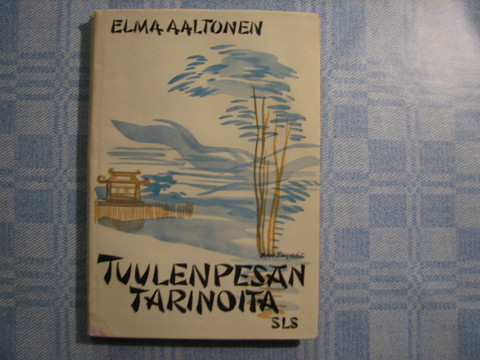 ELMA AALTONEN
TUULENPESÄN
TARINOITA
SLS